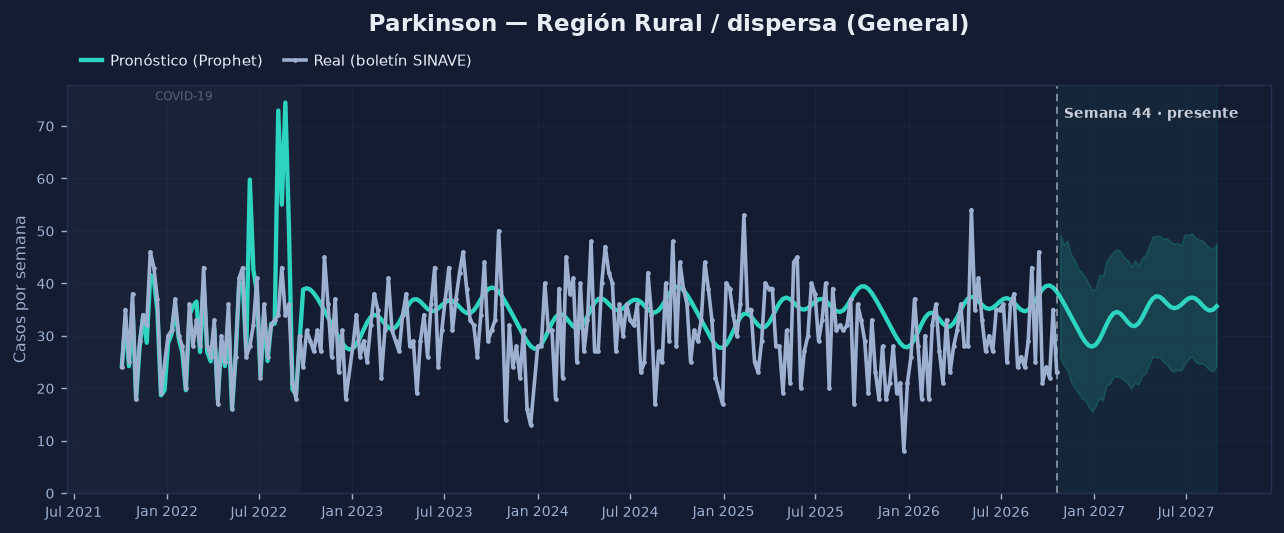 Parkinson — Región Rural / dispersa (General)
Pronóstico (Prophet)
Real (boletín SINAVE)
COVID-19
Semana 44 · presente
Casos por semana
70
60
50
40
30
20
10
0
Jul 2021
Jan 2022
Jul 2022
Jan 2023
Jul 2023
Jan 2024
Jul 2024
Jan 2025
Jul 2025
Jan 2026
Jul 2026
Jan 2027
Jul 2027